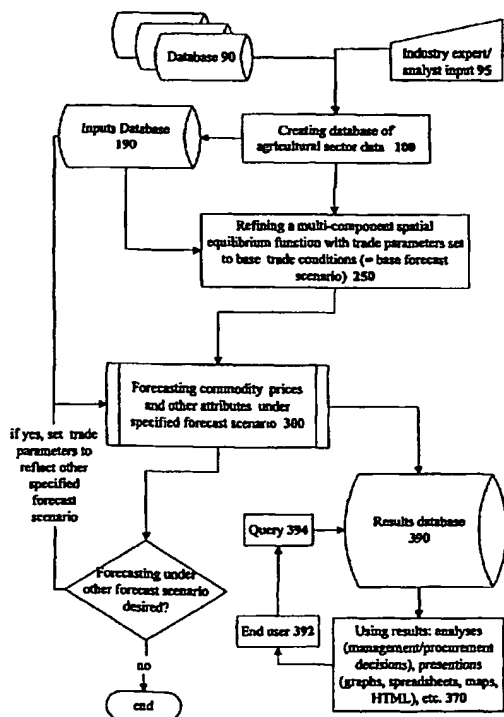 Database 90
Industry expert/
analyst input 95
Inputs Database
190
Creating database of
agricultural sector data 100
Refining a multi-component spatial
equilibrium function with trade parameters set
to base trade conditions (= base forecast
scenario) 250
Forecasting commodity prices
and other attributes under
specified forecast scenario 300
if yes, set trade
parameters to
reflect other
specified
forecast
scenario
Results database
390
Query 394
Forecasting under
other forecast scenario
desired?
End user 392
Using results: analyses
(management/procurement
decisions), presentions
(graphs, spreadsheets, maps,
HTML), etc. 370
no
end